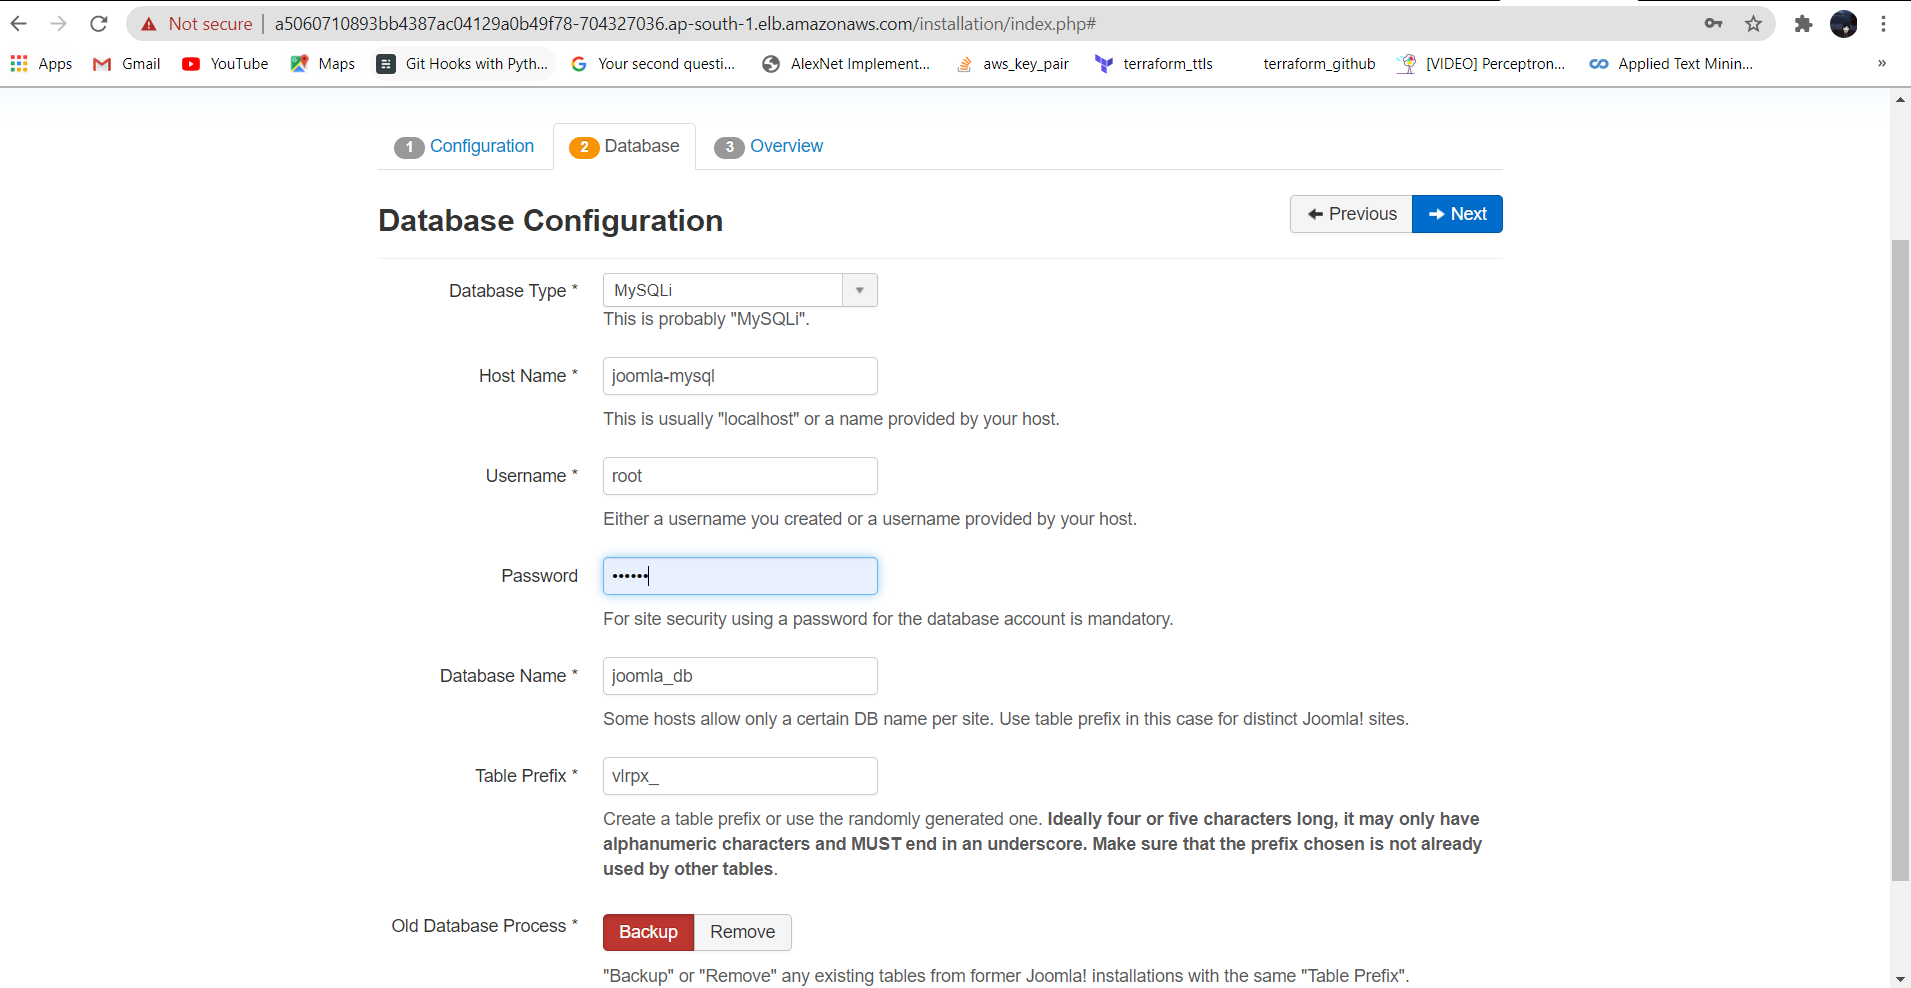 Not secure | a5060710893bb4387ac04129a0b49f78-704327036.ap-south-1.elb.amazonaws.com/installation/index.php#
Apps Gmail YouTube Maps Git Hooks with Pyth... Your second questi... AlexNet Implement... aws_key_pair terraform_ttls terraform_github [VIDEO] Perceptron... Applied Text Minin... »
1 Configuration 2 Database 3 Overview
Database Configuration Previous Next
Database Type * MySQLi
This is probably "MySQLi".
Host Name * joomla-mysql
This is usually "localhost" or a name provided by your host.
Username * root
Either a username you created or a username provided by your host.
Password ••••••
For site security using a password for the database account is mandatory.
Database Name * joomla_db
Some hosts allow only a certain DB name per site. Use table prefix in this case for distinct Joomla! sites.
Table Prefix * vlrpx_
Create a table prefix or use the randomly generated one. Ideally four or five characters long, it may only have
alphanumeric characters and MUST end in an underscore. Make sure that the prefix chosen is not already
used by other tables.
Old Database Process * Backup Remove
"Backup" or "Remove" any existing tables from former Joomla! installations with the same "Table Prefix".